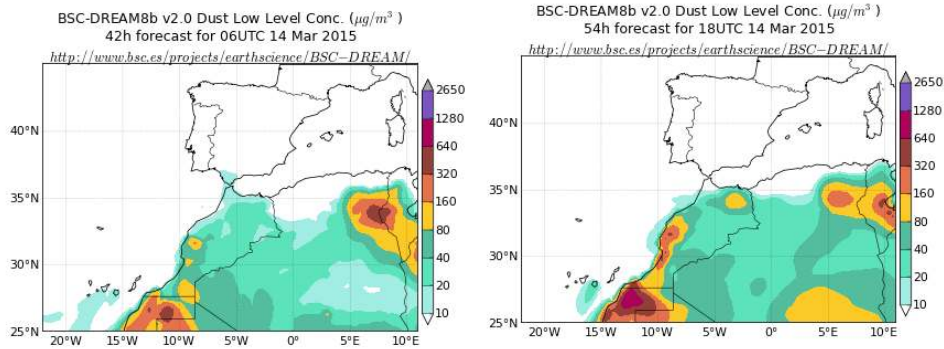 BSC-DREAM8b v2.0 Dust Low Level Conc. (μg/m³ )
42h forecast for 06UTC 14 Mar 2015
http://www.bsc.es/projects/earthscience/BSC−DREAM/
40°N
35°N
30°N
25°N
20°W
15°W
10°W
5°W
0°E
5°E
10°E
2650
1280
640
320
160
80
40
20
10
BSC-DREAM8b v2.0 Dust Low Level Conc. (μg/m³ )
54h forecast for 18UTC 14 Mar 2015
http://www.bsc.es/projects/earthscience/BSC−DREAM/
40°N
35°N
30°N
25°N
20°W
15°W
10°W
5°W
0°E
5°E
10°E
2650
1280
640
320
160
80
40
20
10